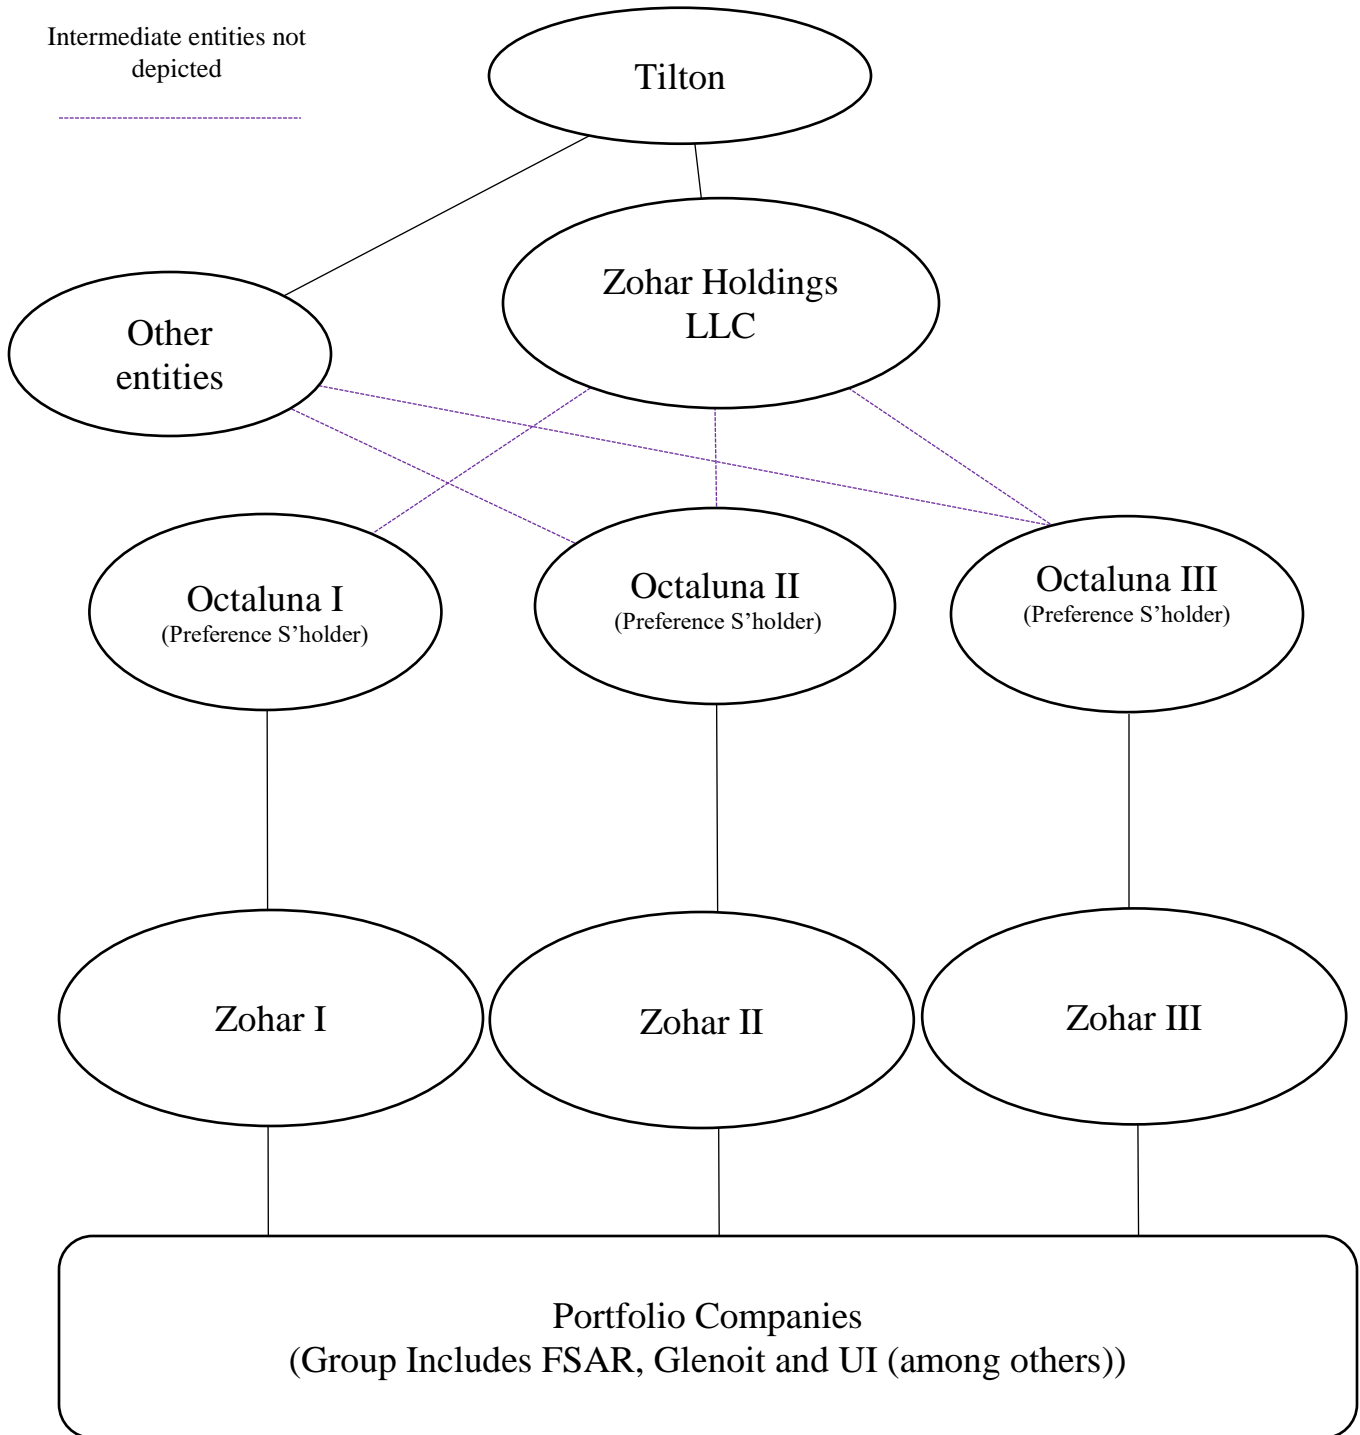 Intermediate entities not
depicted
Tilton
Zohar Holdings
LLC
Other
entities
Octaluna I
(Preference S’holder)
Octaluna II
(Preference S’holder)
Octaluna III
(Preference S’holder)
Zohar I
Zohar II
Zohar III
Portfolio Companies
(Group Includes FSAR, Glenoit and UI (among others))